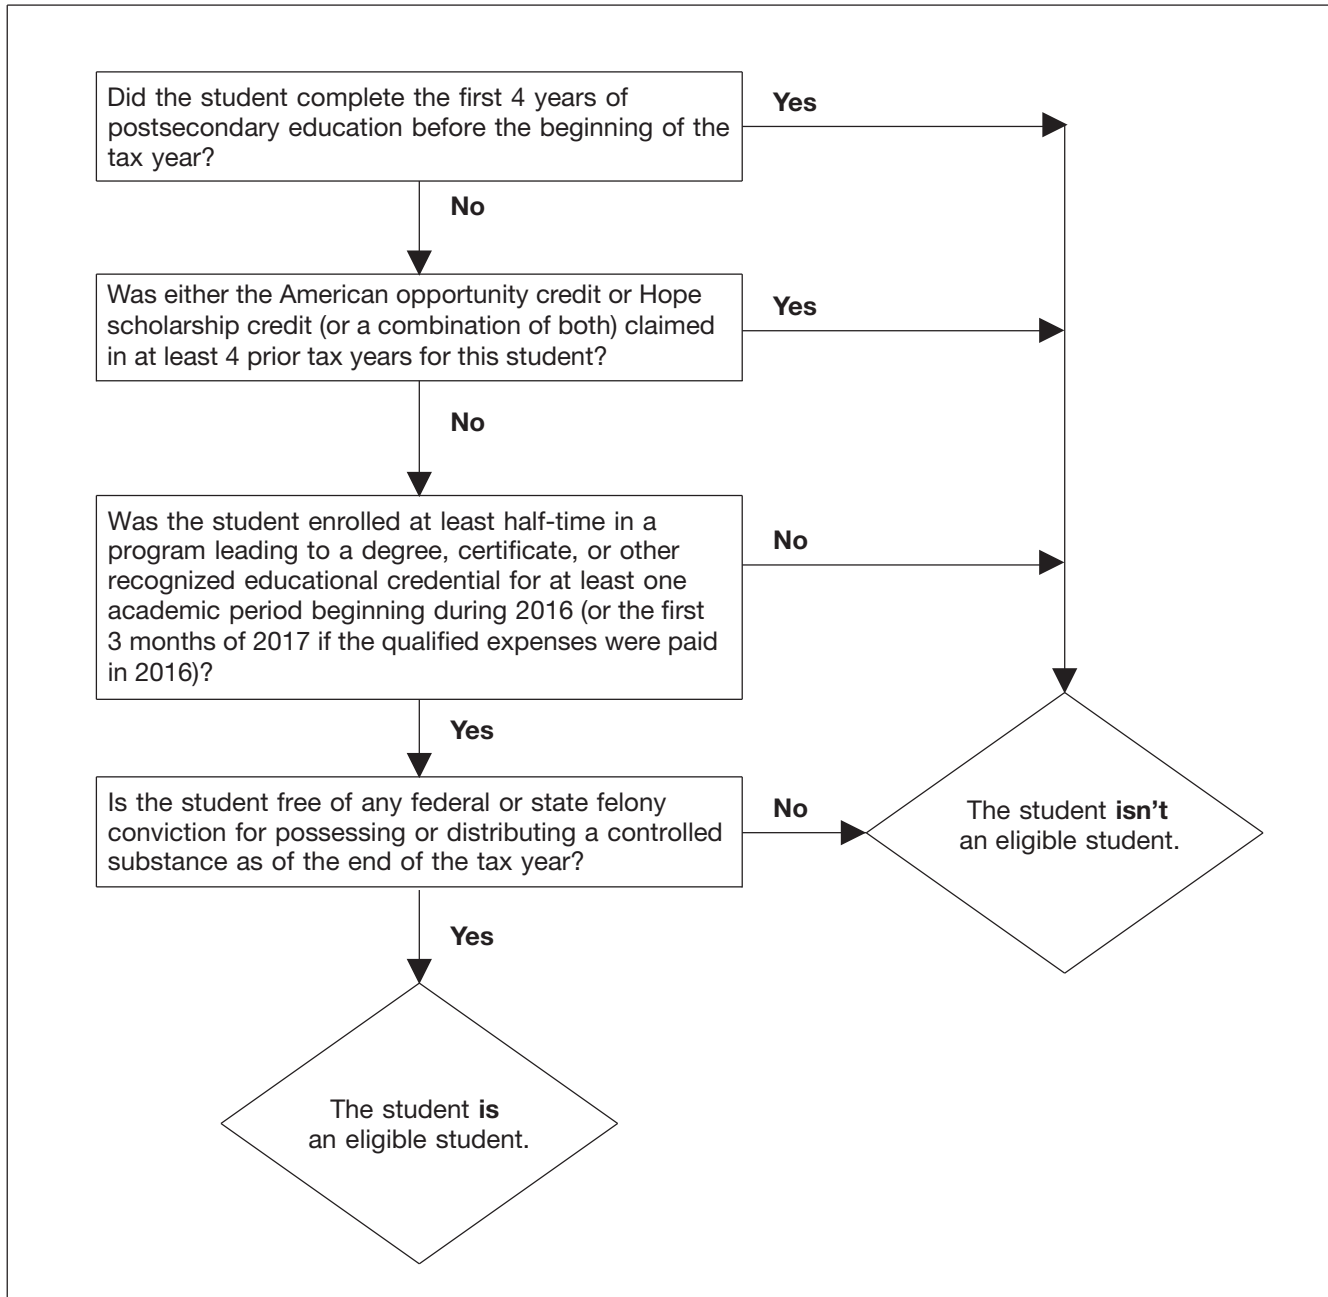 Did the student complete the first 4 years of
postsecondary education before the beginning of the
tax year?
Yes
No
Was either the American opportunity credit or Hope
scholarship credit (or a combination of both) claimed
in at least 4 prior tax years for this student?
Yes
No
Was the student enrolled at least half-time in a
program leading to a degree, certificate, or other
recognized educational credential for at least one
academic period beginning during 2016 (or the first
3 months of 2017 if the qualified expenses were paid
in 2016)?
No
Yes
Is the student free of any federal or state felony
conviction for possessing or distributing a controlled
substance as of the end of the tax year?
No
The student isn't
an eligible student.
Yes
The student is
an eligible student.